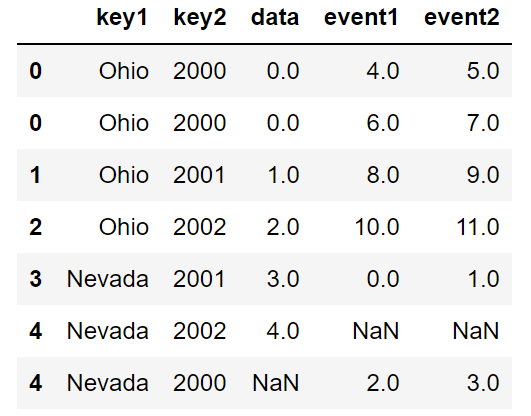 key1 key2 data event1 event2
0 Ohio 2000 0.0 4.0 5.0
0 Ohio 2000 0.0 6.0 7.0
1 Ohio 2001 1.0 8.0 9.0
2 Ohio 2002 2.0 10.0 11.0
3 Nevada 2001 3.0 0.0 1.0
4 Nevada 2002 4.0 NaN NaN
4 Nevada 2000 NaN 2.0 3.0